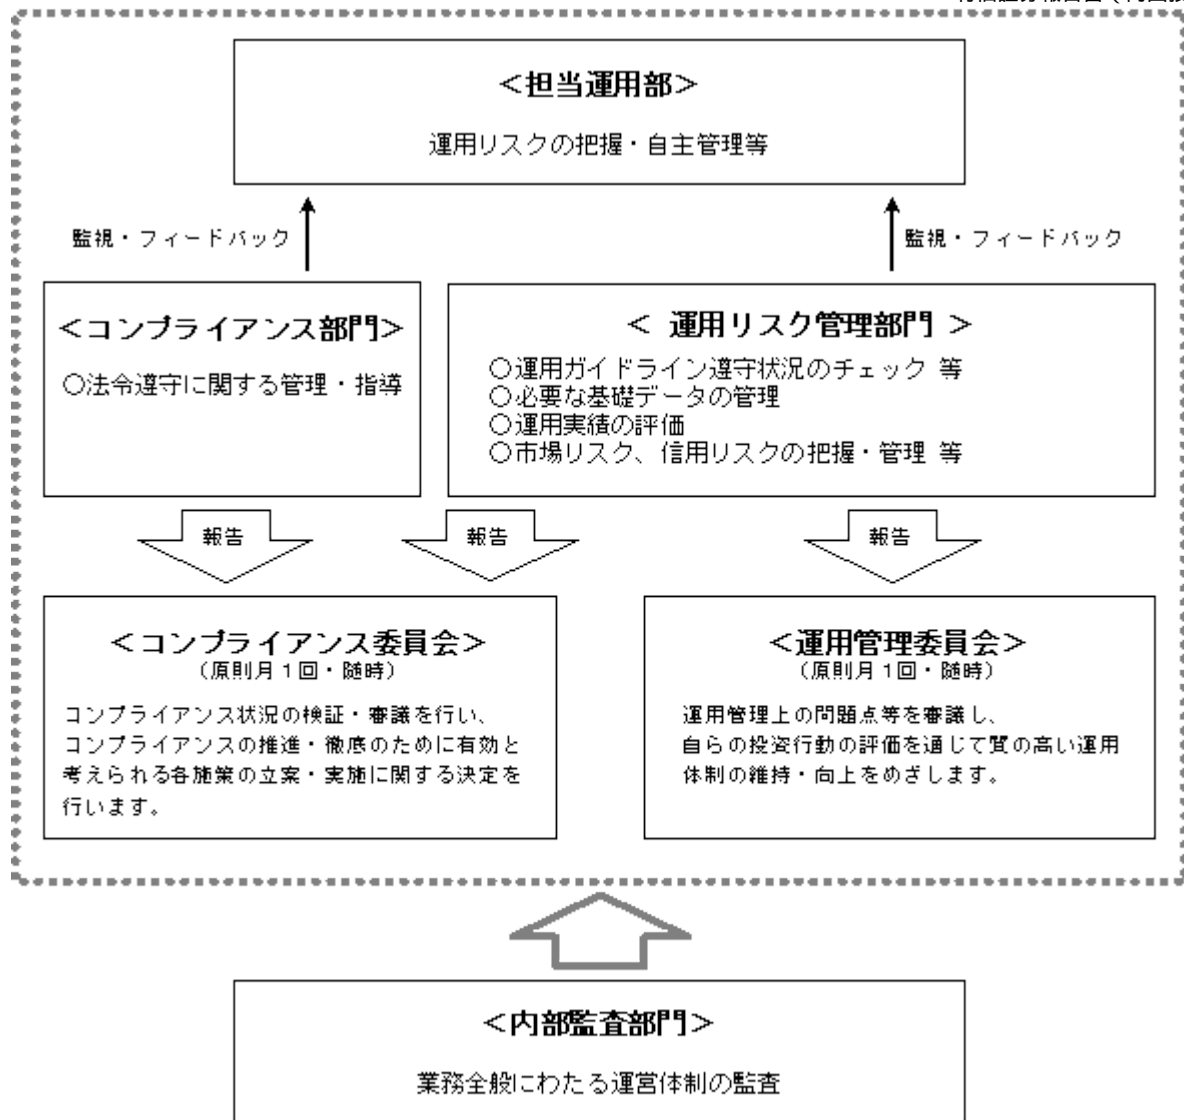 ＜担当運用部＞
運用リスクの把握・自主管理等
監視・フィードバック
監視・フィードバック
＜コンプライアンス部門＞
○法令遵守に関する管理・指導
＜ 運用リスク管理部門 ＞
○運用ガイドライン遵守状況のチェック 等
○必要な基礎データの管理
○運用実績の評価
○市場リスク、信用リスクの把握・管理 等
報告
報告
報告
＜コンプライアンス委員会＞
（原則月１回・随時）
コンプライアンス状況の検証・審議を行い、
コンプライアンスの推進・徹底のために有効と
考えられる各施策の立案・実施に関する決定を
行います。
＜運用管理委員会＞
（原則月１回・随時）
運用管理上の問題点等を審議し、
自らの投資行動の評価を通じて質の高い運用
体制の維持・向上をめざします。
＜内部監査部門＞
業務全般にわたる運営体制の監査